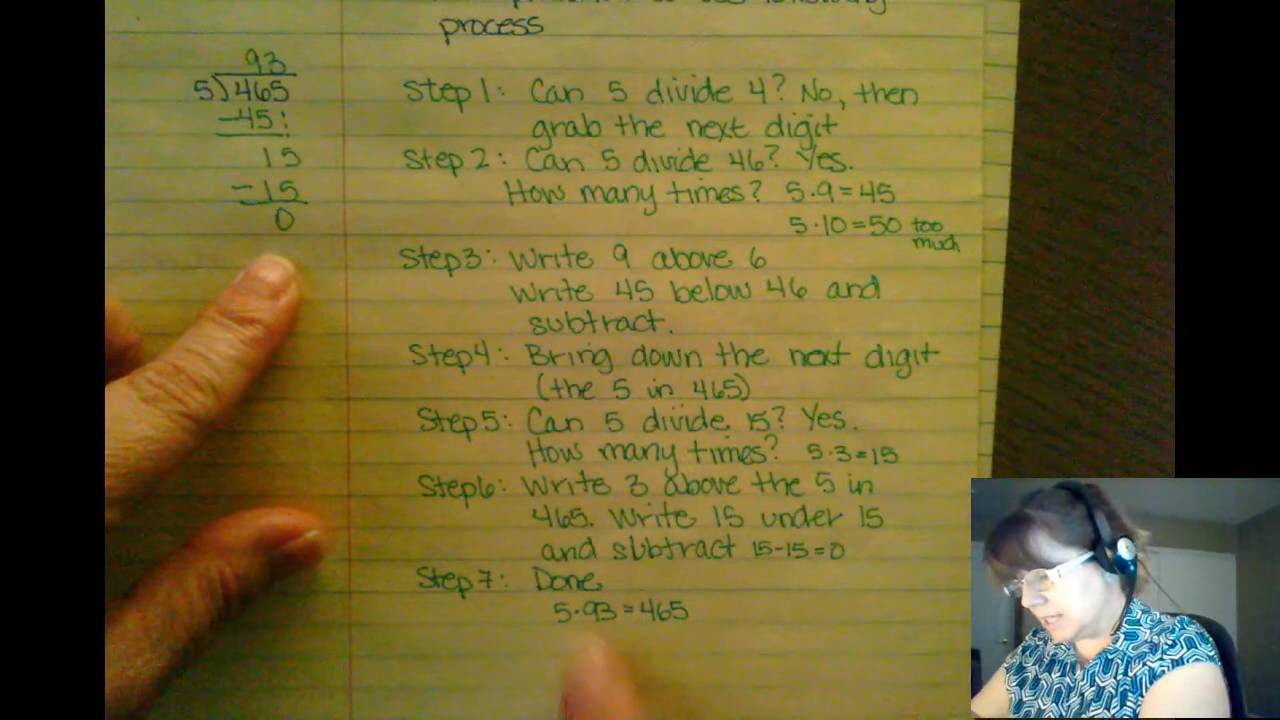 process
93
5)465
-45
15
-15
0
Step 1: Can 5 divide 4? No, then
grab the next digit
Step 2: Can 5 divide 46? Yes.
How many times? 5·9=45
5·10=50 too
much
Step 3: Write 9 above 6
Write 45 below 46 and
subtract.
Step 4: Bring down the next digit
(the 5 in 465)
Step 5: Can 5 divide 15? Yes.
How many times? 5·3=15
Step 6: Write 3 above the 5 in
465. Write 15 under 15
and subtract 15-15=0
Step 7: Done
5·93=465